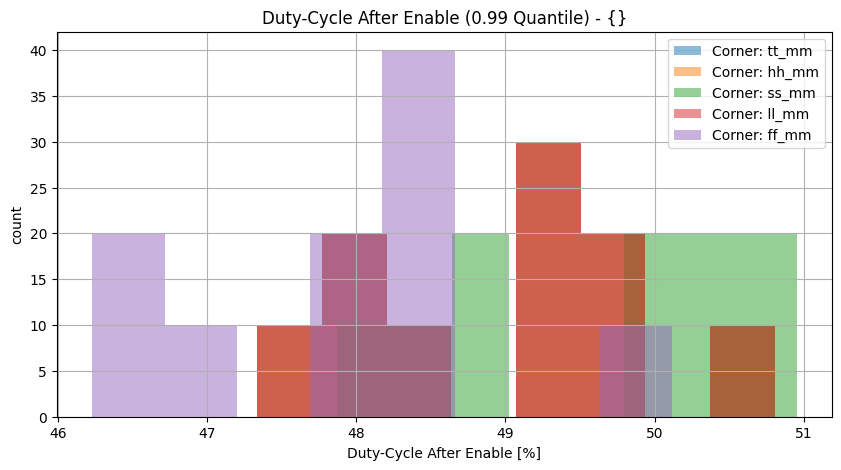 Duty-Cycle After Enable (0.99 Quantile) - {}
40
35
30
25
20
15
10
5
0
count
Corner: tt_mm
Corner: hh_mm
Corner: ss_mm
Corner: ll_mm
Corner: ff_mm
46 47 48 49 50 51
Duty-Cycle After Enable [%]